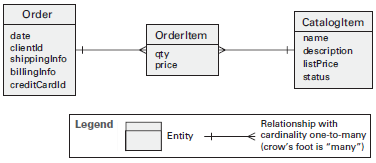 Order
date
clientId
shippingInfo
billingInfo
creditCardId
OrderItem
qty
price
CatalogItem
name
description
listPrice
status
Legend
Entity
Relationship with
cardinality one-to-many
(crow's foot is "many")